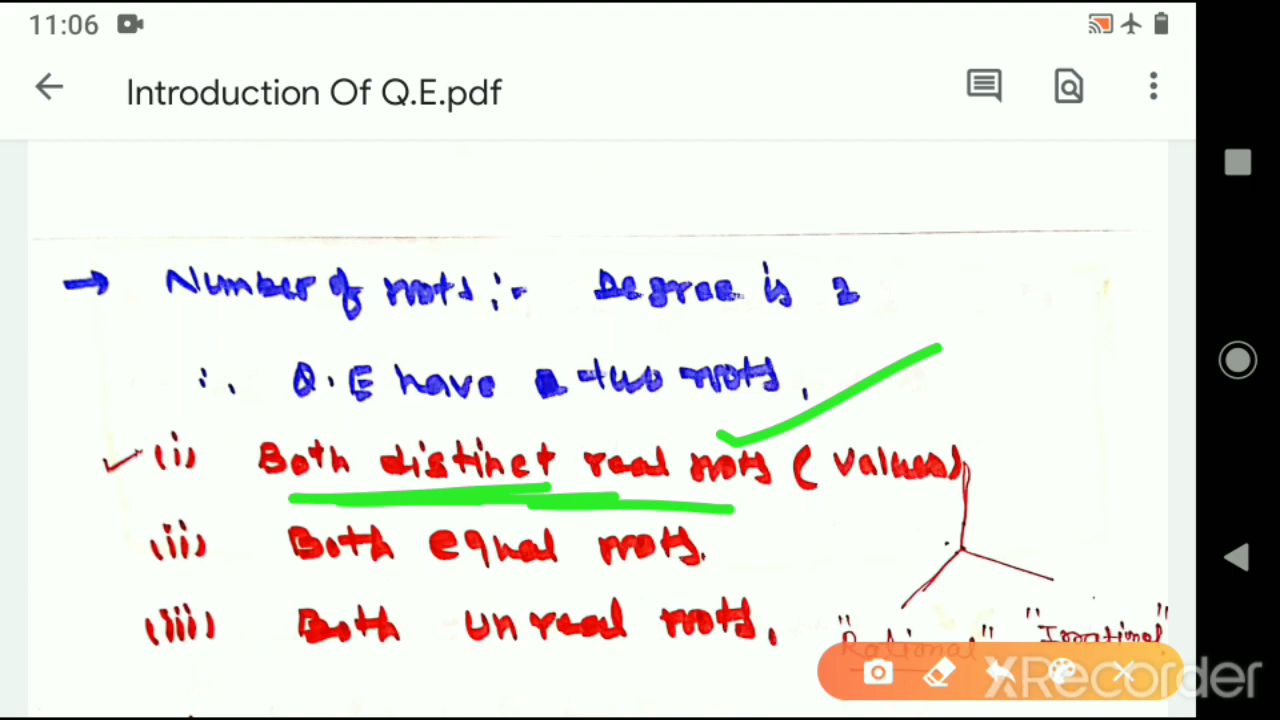 11:06
Introduction Of Q.E.pdf
→ Number of roots :- Degree is 2
∴ Q.E have two roots.
(i) Both distinct real roots (values)
(ii) Both equal roots.
(iii) Both unreal roots.
"Rational" "Irrational"
XRecorder